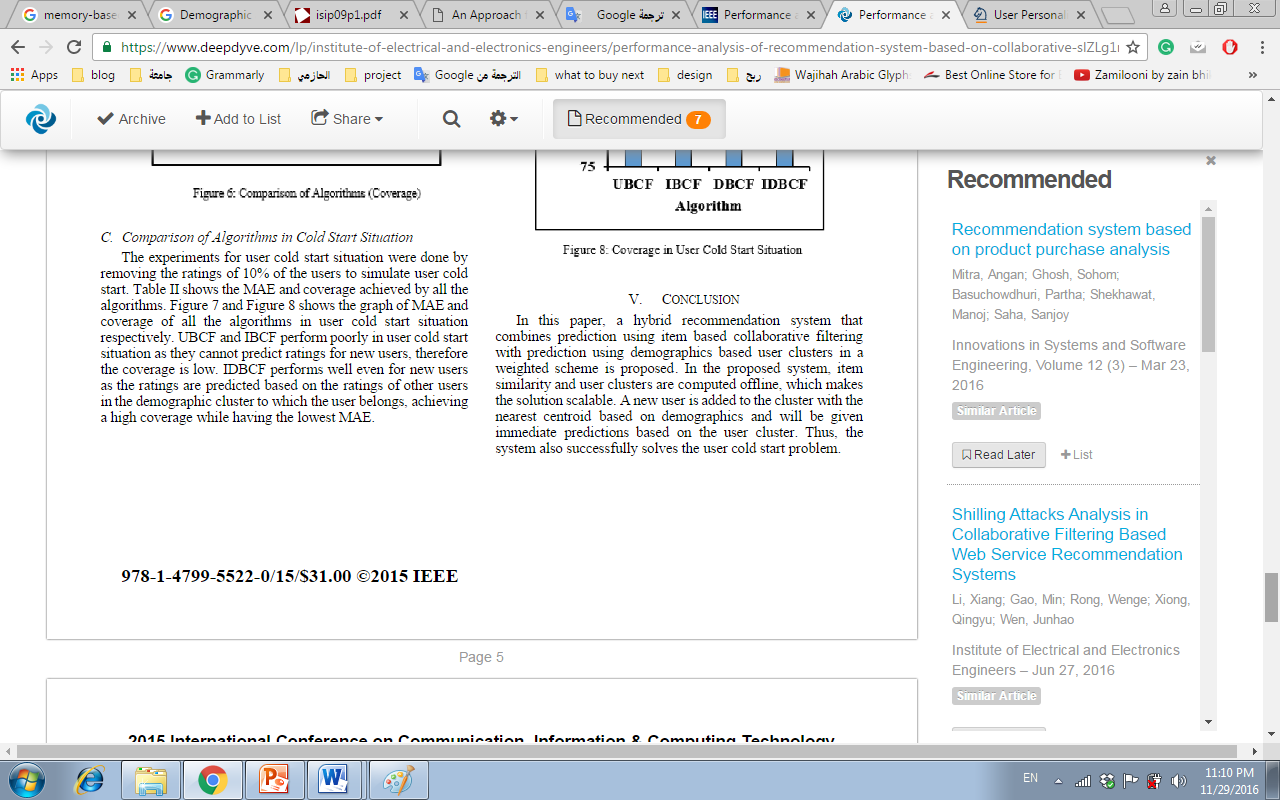 memory-base
Demographic
isip09p1.pdf
An Approach
ترجمة Google
Performance
Performance
User Personal
https://www.deepdyve.com/lp/institute-of-electrical-and-electronics-engineers/performance-analysis-of-recommendation-system-based-on-collaborative-slZLg1
Apps
blog
جامعة
Grammarly
الحازمي
project
الترجمة من Google
what to buy next
design
ربح
Wajihah Arabic Glyph
Best Online Store for
Zamilooni by zain bhi
»
Archive
Add to List
Share
Recommended 7
Figure 6: Comparison of Algorithms (Coverage)
C. Comparison of Algorithms in Cold Start Situation
The experiments for user cold start situation were done by
removing the ratings of 10% of the users to simulate user cold
start. Table II shows the MAE and coverage achieved by all the
algorithms. Figure 7 and Figure 8 shows the graph of MAE and
coverage of all the algorithms in user cold start situation
respectively. UBCF and IBCF perform poorly in user cold start
situation as they cannot predict ratings for new users, therefore
the coverage is low. IDBCF performs well even for new users
as the ratings are predicted based on the ratings of other users
in the demographic cluster to which the user belongs, achieving
a high coverage while having the lowest MAE.
75
UBCF IBCF DBCF IDBCF
Algorithm
Figure 8: Coverage in User Cold Start Situation
V. CONCLUSION
In this paper, a hybrid recommendation system that
combines prediction using item based collaborative filtering
with prediction using demographics based user clusters in a
weighted scheme is proposed. In the proposed system, item
similarity and user clusters are computed offline, which makes
the solution scalable. A new user is added to the cluster with the
nearest centroid based on demographics and will be given
immediate predictions based on the user cluster. Thus, the
system also successfully solves the user cold start problem.
978-1-4799-5522-0/15/$31.00 ©2015 IEEE
Page 5
2015 International Conference on Communication, Information & Computing Technology
Recommended
Recommendation system based
on product purchase analysis
Mitra, Angan; Ghosh, Sohom;
Basuchowdhuri, Partha; Shekhawat,
Manoj; Saha, Sanjoy
Innovations in Systems and Software
Engineering, Volume 12 (3) – Mar 23,
2016
Similar Article
Read Later
List
Shilling Attacks Analysis in
Collaborative Filtering Based
Web Service Recommendation
Systems
Li, Xiang; Gao, Min; Rong, Wenge; Xiong,
Qingyu; Wen, Junhao
Institute of Electrical and Electronics
Engineers – Jun 27, 2016
Similar Article
EN
11:10 PM
11/29/2016